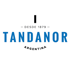 DESDE 1879
TANDANOR
ARGENTINA